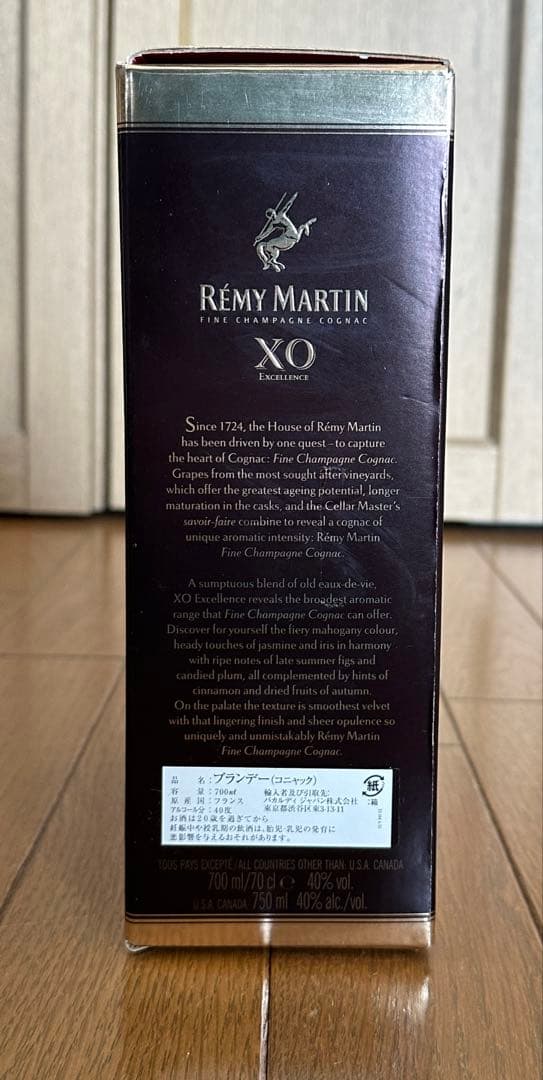 RÉMY MARTIN
FINE CHAMPAGNE COGNAC
XO
EXCELLENCE
Since 1724, the House of Rémy Martin
has been driven by one quest – to capture
the heart of Cognac: Fine Champagne Cognac.
Grapes from the most sought after vineyards,
which offer the greatest ageing potential, longer
maturation in the casks, and the Cellar Master's
savoir-faire combine to reveal a cognac of
unique aromatic intensity: Rémy Martin
Fine Champagne Cognac.
A sumptuous blend of old eaux-de-vie,
XO Excellence reveals the broadest aromatic
range that Fine Champagne Cognac can offer.
Discover for yourself the fiery mahogany colour,
heady touches of jasmine and iris in harmony
with ripe notes of late summer figs and
candied plum, all complemented by hints of
cinnamon and dried fruits of autumn.
On the palate the texture is smoothest velvet
with that lingering finish and sheer opulence so
uniquely and unmistakably Rémy Martin
Fine Champagne Cognac.
品 名:ブランデー(コニャック)
容 量:700ml 輸入者及び引取先:
原 産 国:フランス バカルディ ジャパン株式会社
アルコール分:40度 東京都渋谷区東3-13-11
お酒は20歳を過ぎてから
妊娠中や授乳期の飲酒は、胎児・乳児の発育に
悪影響を与えるおそれがあります。
紙
:箱
TOUS PAYS EXCEPTÉ/ALL COUNTRIES OTHER THAN: U.S.A. CANADA
700 ml/70 cl e 40% vol.
U.S.A. CANADA 750 ml 40% alc./vol.